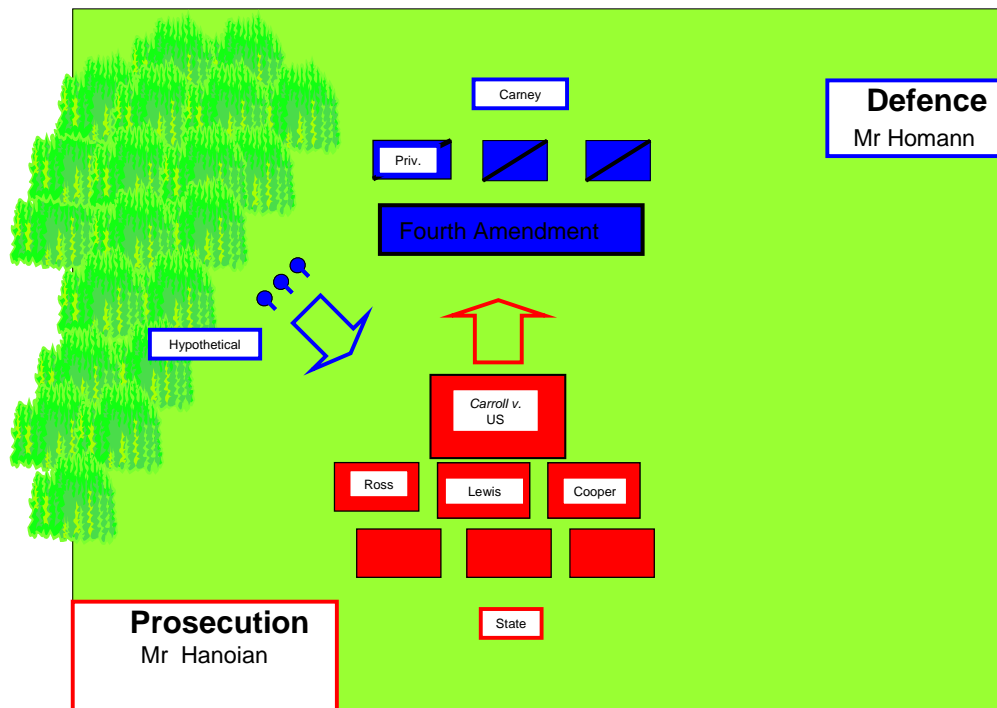 Carney
Defence
Mr Homann
Priv.
Fourth Amendment
Hypothetical
Carroll v.
US
Ross
Lewis
Cooper
Prosecution
Mr Hanoian
State